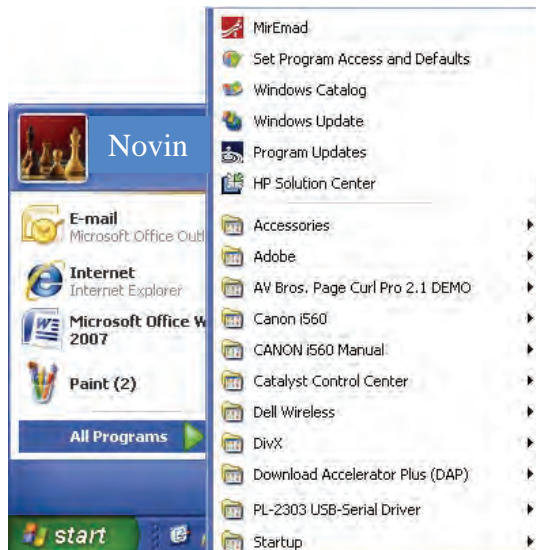 Novin
E-mail
Microsoft Office Outl
Internet
Internet Explorer
Microsoft Office W
2007
Paint (2)
All Programs
start
MirEmad
Set Program Access and Defaults
Windows Catalog
Windows Update
Program Updates
HP Solution Center
Accessories
Adobe
AV Bros. Page Curl Pro 2.1 DEMO
Canon i560
CANON i560 Manual
Catalyst Control Center
Dell Wireless
DivX
Download Accelerator Plus (DAP)
PL-2303 USB-Serial Driver
Startup